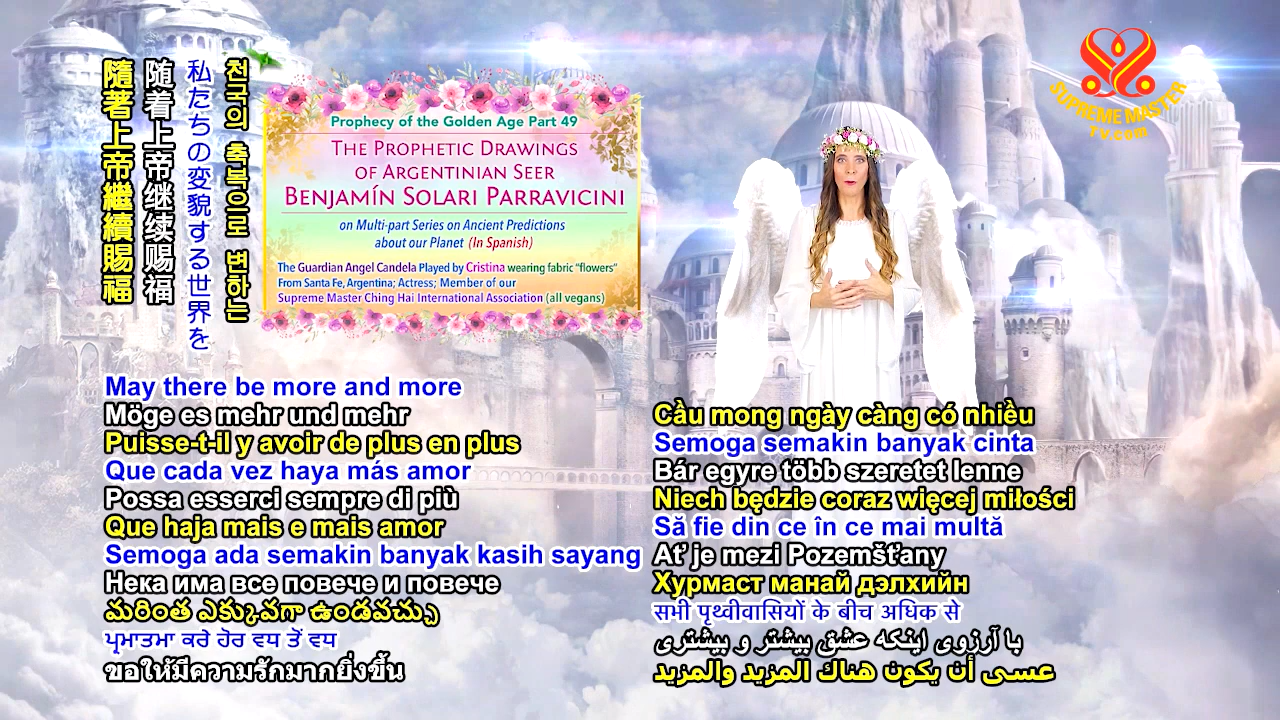 隨著上帝繼續賜福
随着上帝继续赐福
私たちの変貌する世界を
천국의 축복으로 변하는
Prophecy of the Golden Age Part 49
THE PROPHETIC DRAWINGS
OF ARGENTINIAN SEER
BENJAMÍN SOLARI PARRAVICINI
on Multi-part Series on Ancient Predictions
about our Planet (In Spanish)
The Guardian Angel Candela Played by Cristina wearing fabric “flowers”
From Santa Fe, Argentina; Actress; Member of our
Supreme Master Ching Hai International Association (all vegans)
SUPREME MASTER
TV.com
May there be more and more
Möge es mehr und mehr
Puisse-t-il y avoir de plus en plus
Que cada vez haya más amor
Possa esserci sempre di più
Que haja mais e mais amor
Semoga ada semakin banyak kasih sayang
Нека има все повече и повече
మరింత ఎక్కువగా ఉండవచ్చు
ਪ੍ਰਮਾਤਮਾ ਕਰੇ ਹੋਰ ਵਧ ਤੋਂ ਵਧ
ขอให้มีความรักมากยิ่งขึ้น
Cầu mong ngày càng có nhiều
Semoga semakin banyak cinta
Bár egyre több szeretet lenne
Niech będzie coraz więcej miłości
Să fie din ce în ce mai multă
Ať je mezi Pozemšťany
Хурмаст манай дэлхийн
सभी पृथ्वीवासियों के बीच अधिक से
با آرزوی اینکه عشق بیشتر و بیشتری
عسى أن يكون هناك المزيد والمزيد